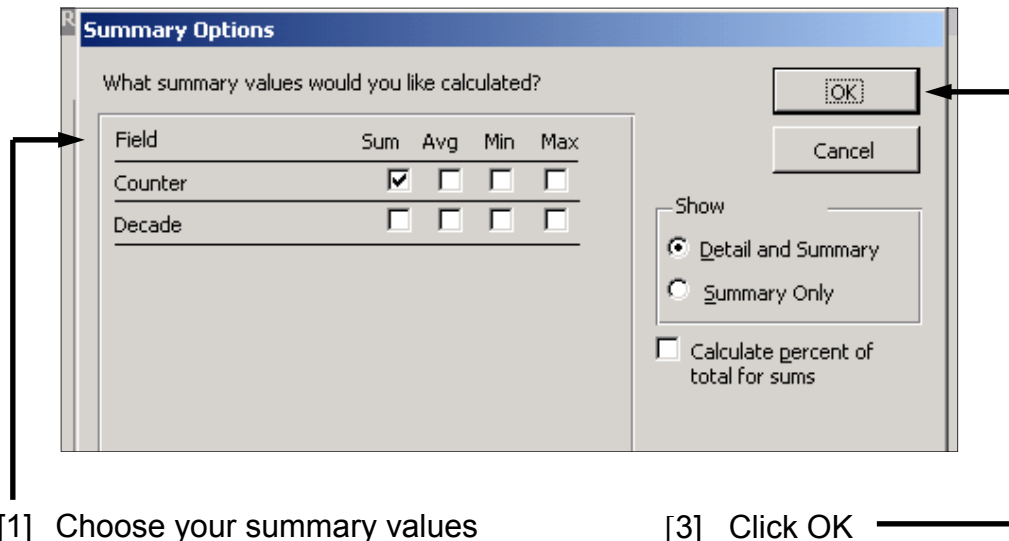 R
Summary Options
What summary values would you like calculated?
OK
Cancel
Field Sum Avg Min Max
Counter
Decade
Show
Detail and Summary
Summary Only
Calculate percent of
total for sums
[1] Choose your summary values
[3] Click OK